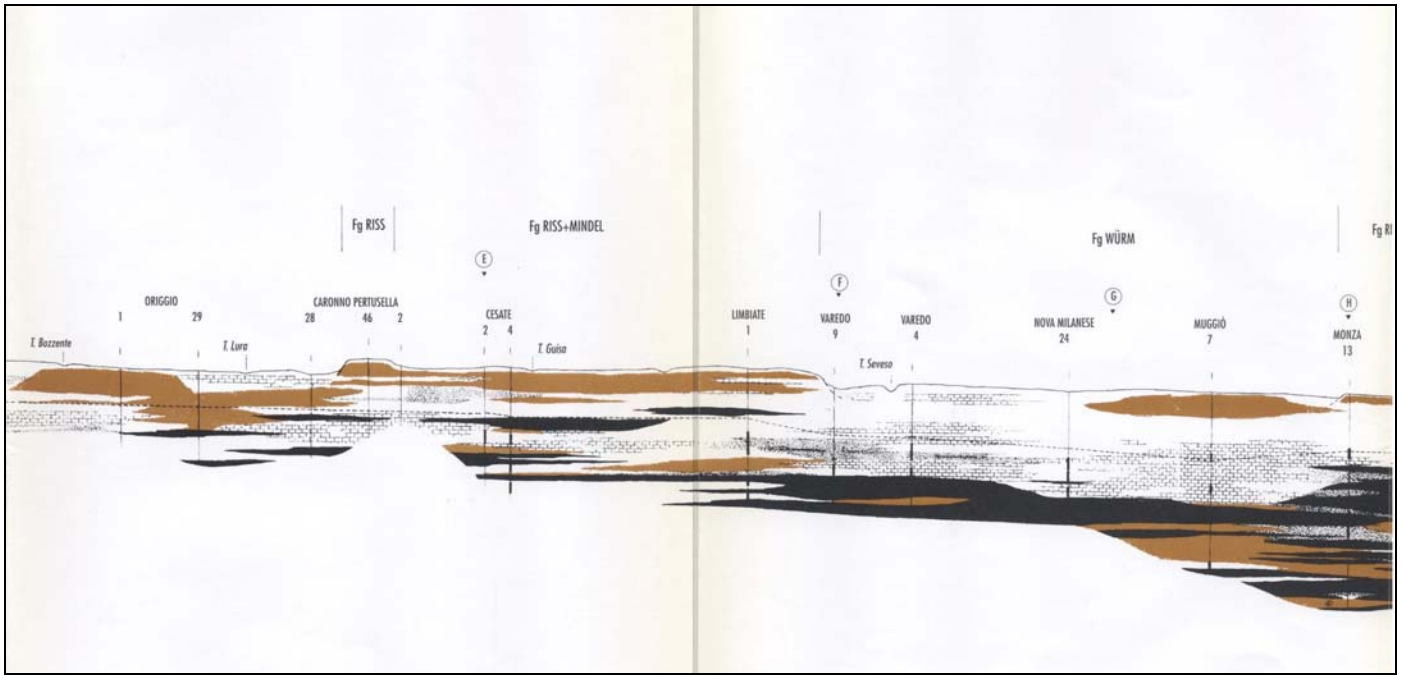 Fg RISS
Fg RISS+MINDEL
Fg WÜRM
Fg RI
E
F
G
H
ORIGGIO
1
29
CARONNO PERTUSELLA
28
46
2
CESATE
2
4
LIMBIATE
1
VAREDO
9
VAREDO
4
NOVA MILANESE
24
MUGGIÒ
7
MONZA
13
T. Bozzente
T. Lura
T. Guisa
T. Seveso